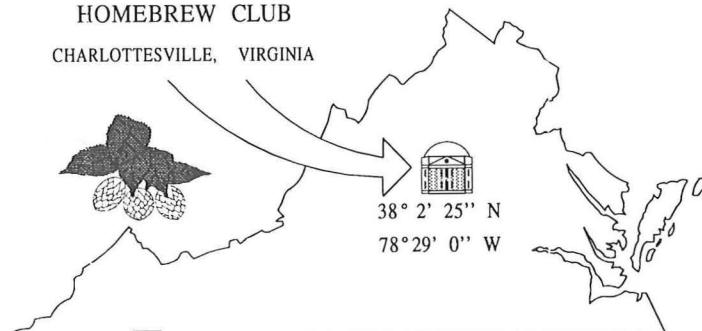 HOMEBREW CLUB
CHARLOTTESVILLE, VIRGINIA
38° 2' 25'' N
78° 29' 0'' W